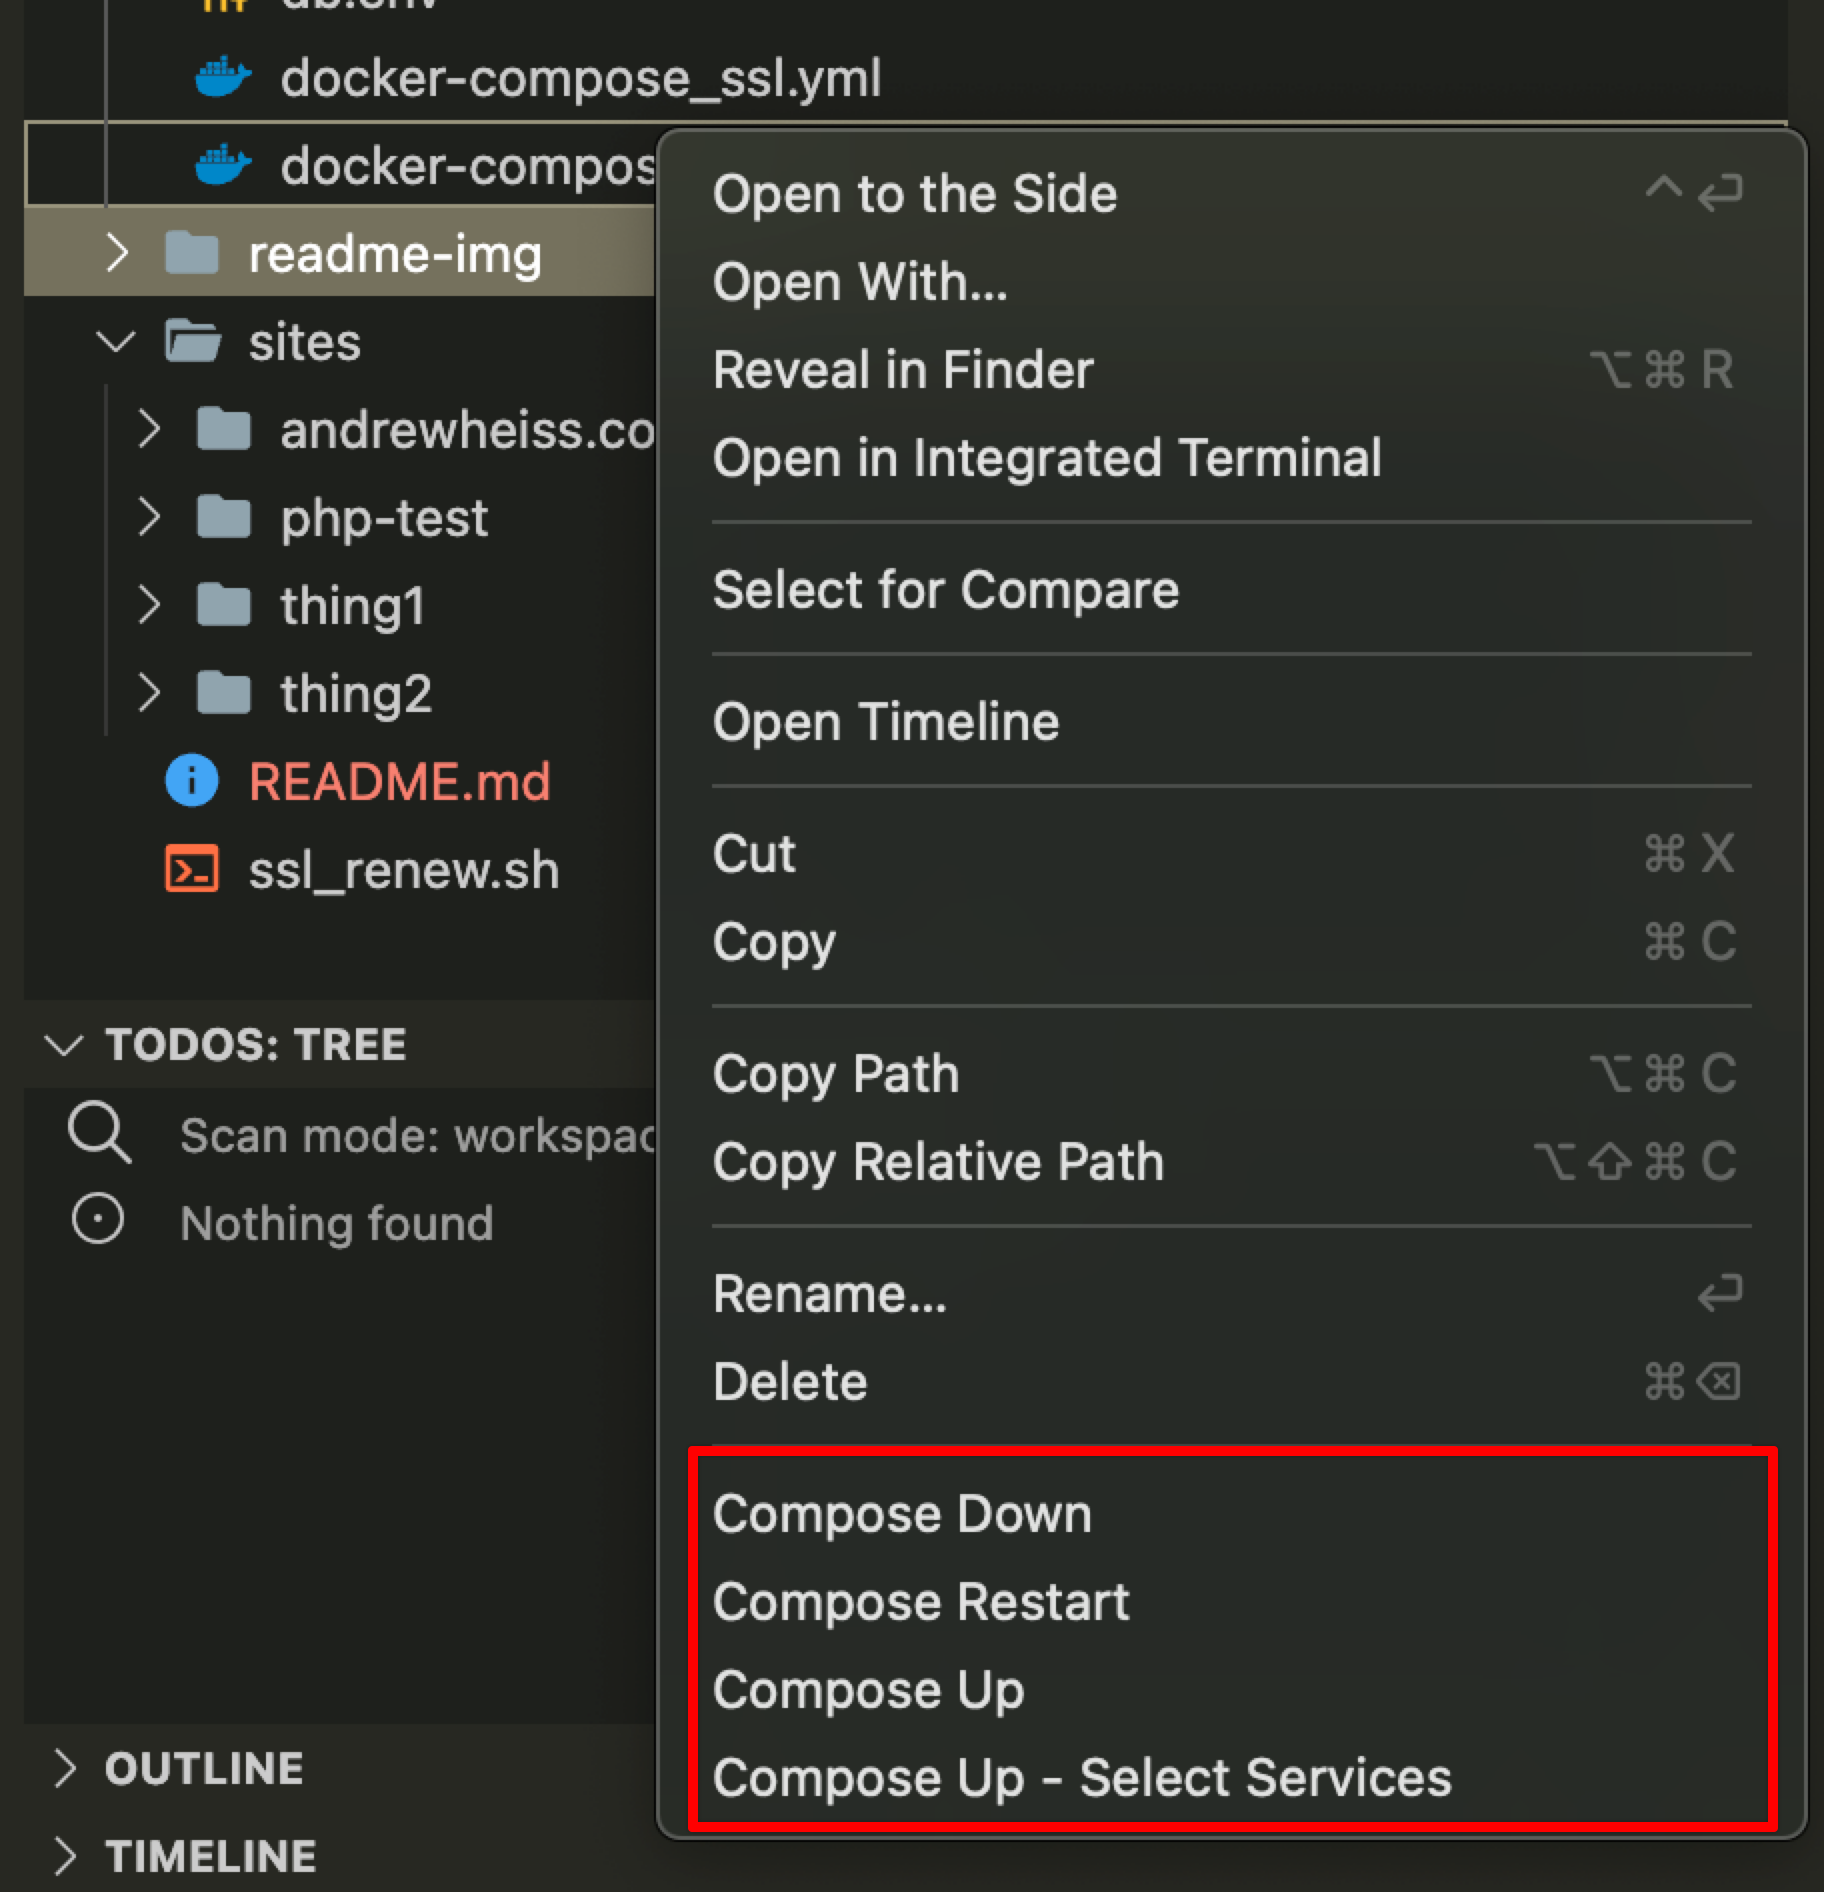 db.env
docker-compose_ssl.yml
docker-compos
readme-img
sites
andrewheiss.co
php-test
thing1
thing2
README.md
ssl_renew.sh
TODOS: TREE
Scan mode: workspac
Nothing found
OUTLINE
TIMELINE
Open to the Side ^⏎
Open With...
Reveal in Finder ⌥⌘R
Open in Integrated Terminal
Select for Compare
Open Timeline
Cut ⌘X
Copy ⌘C
Copy Path ⌥⌘C
Copy Relative Path ⌥⇧⌘C
Rename... ⏎
Delete ⌘⌫
Compose Down
Compose Restart
Compose Up
Compose Up - Select Services